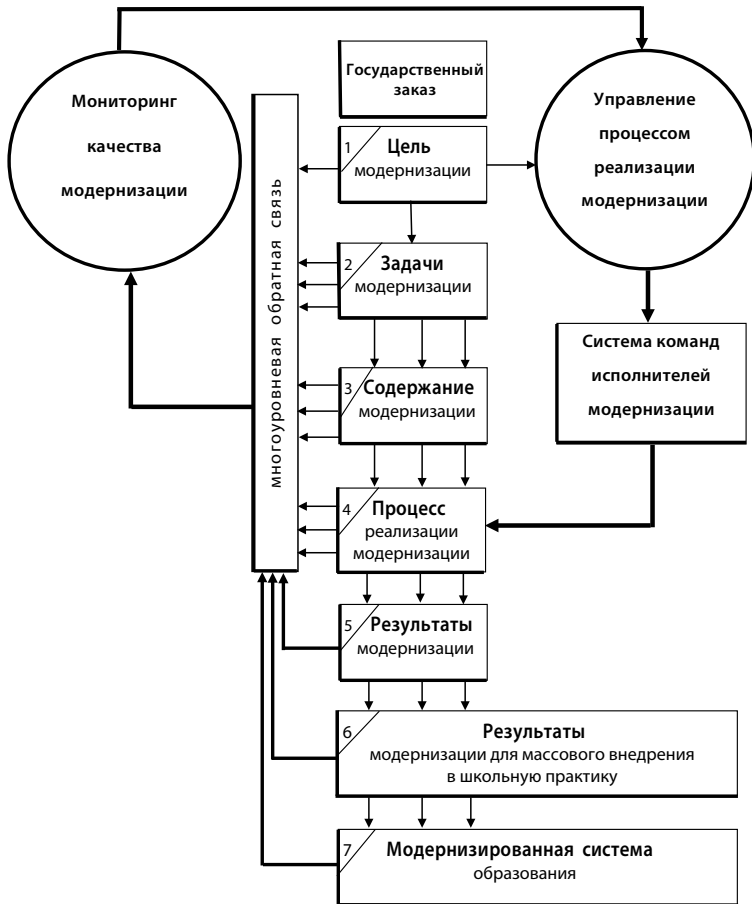 Мониторинг
качества
модернизации
Государственный
заказ
Управление
процессом
реализации
модернизации
многоуровневая обратная связь
1
Цель
модернизации
2
Задачи
модернизации
Система команд
исполнителей
модернизации
3
Содержание
модернизации
4
Процесс
реализации
модернизации
5
Результаты
модернизации
6
Результаты
модернизации для массового внедрения
в школьную практику
7
Модернизированная система
образования